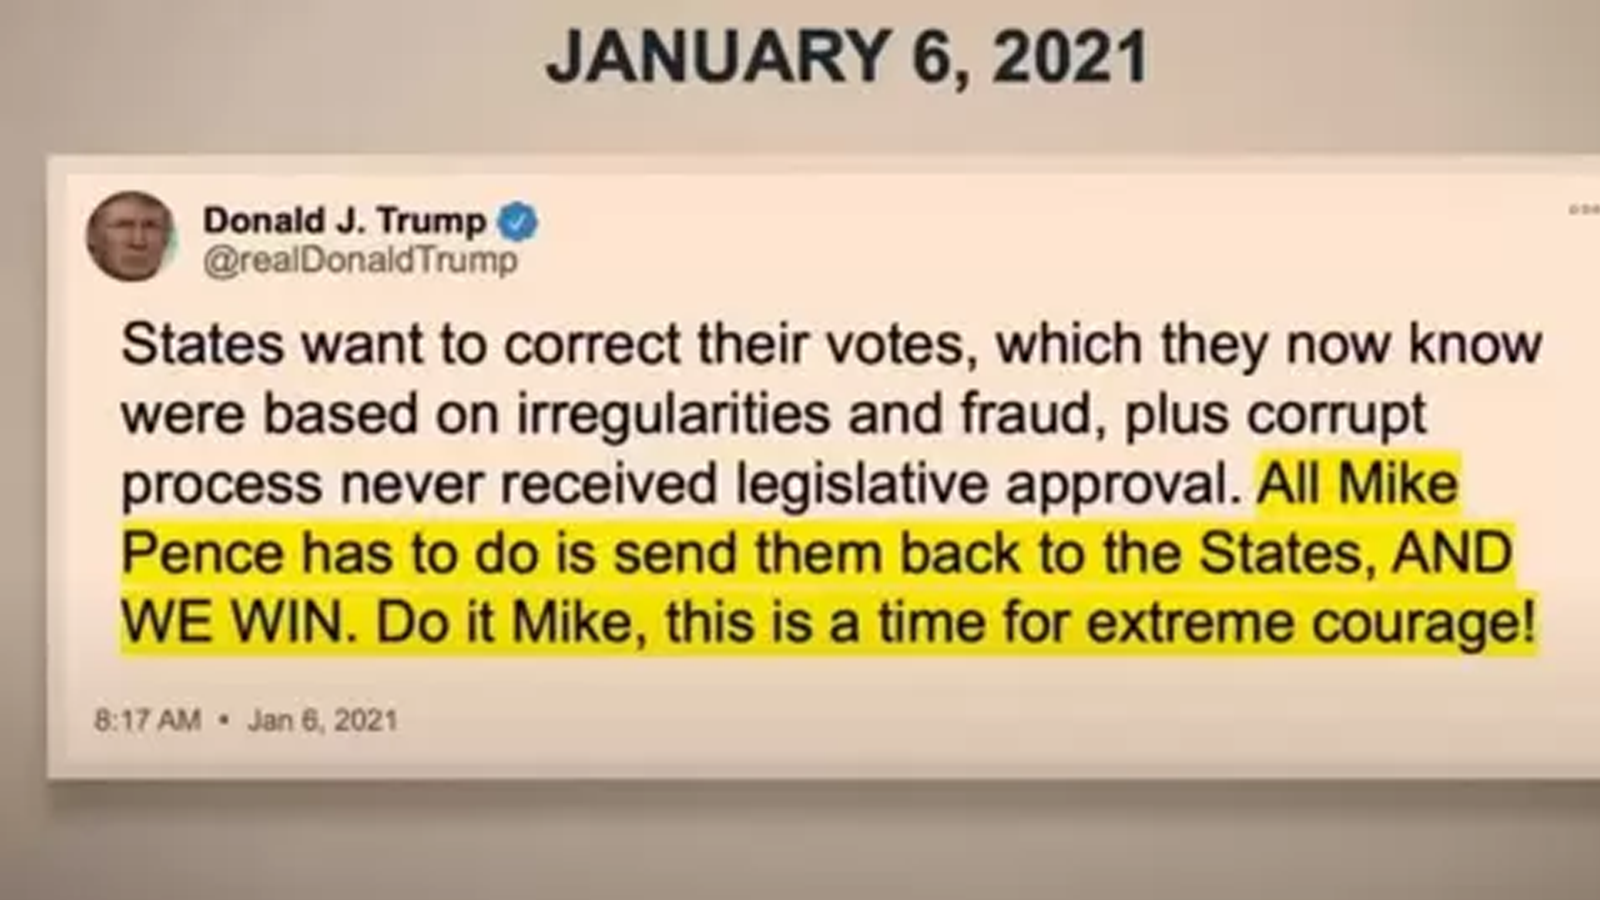 JANUARY 6, 2021
Donald J. Trump
@realDonaldTrump
States want to correct their votes, which they now know
were based on irregularities and fraud, plus corrupt
process never received legislative approval. All Mike
Pence has to do is send them back to the States, AND
WE WIN. Do it Mike, this is a time for extreme courage!
8:17 AM • Jan 6, 2021